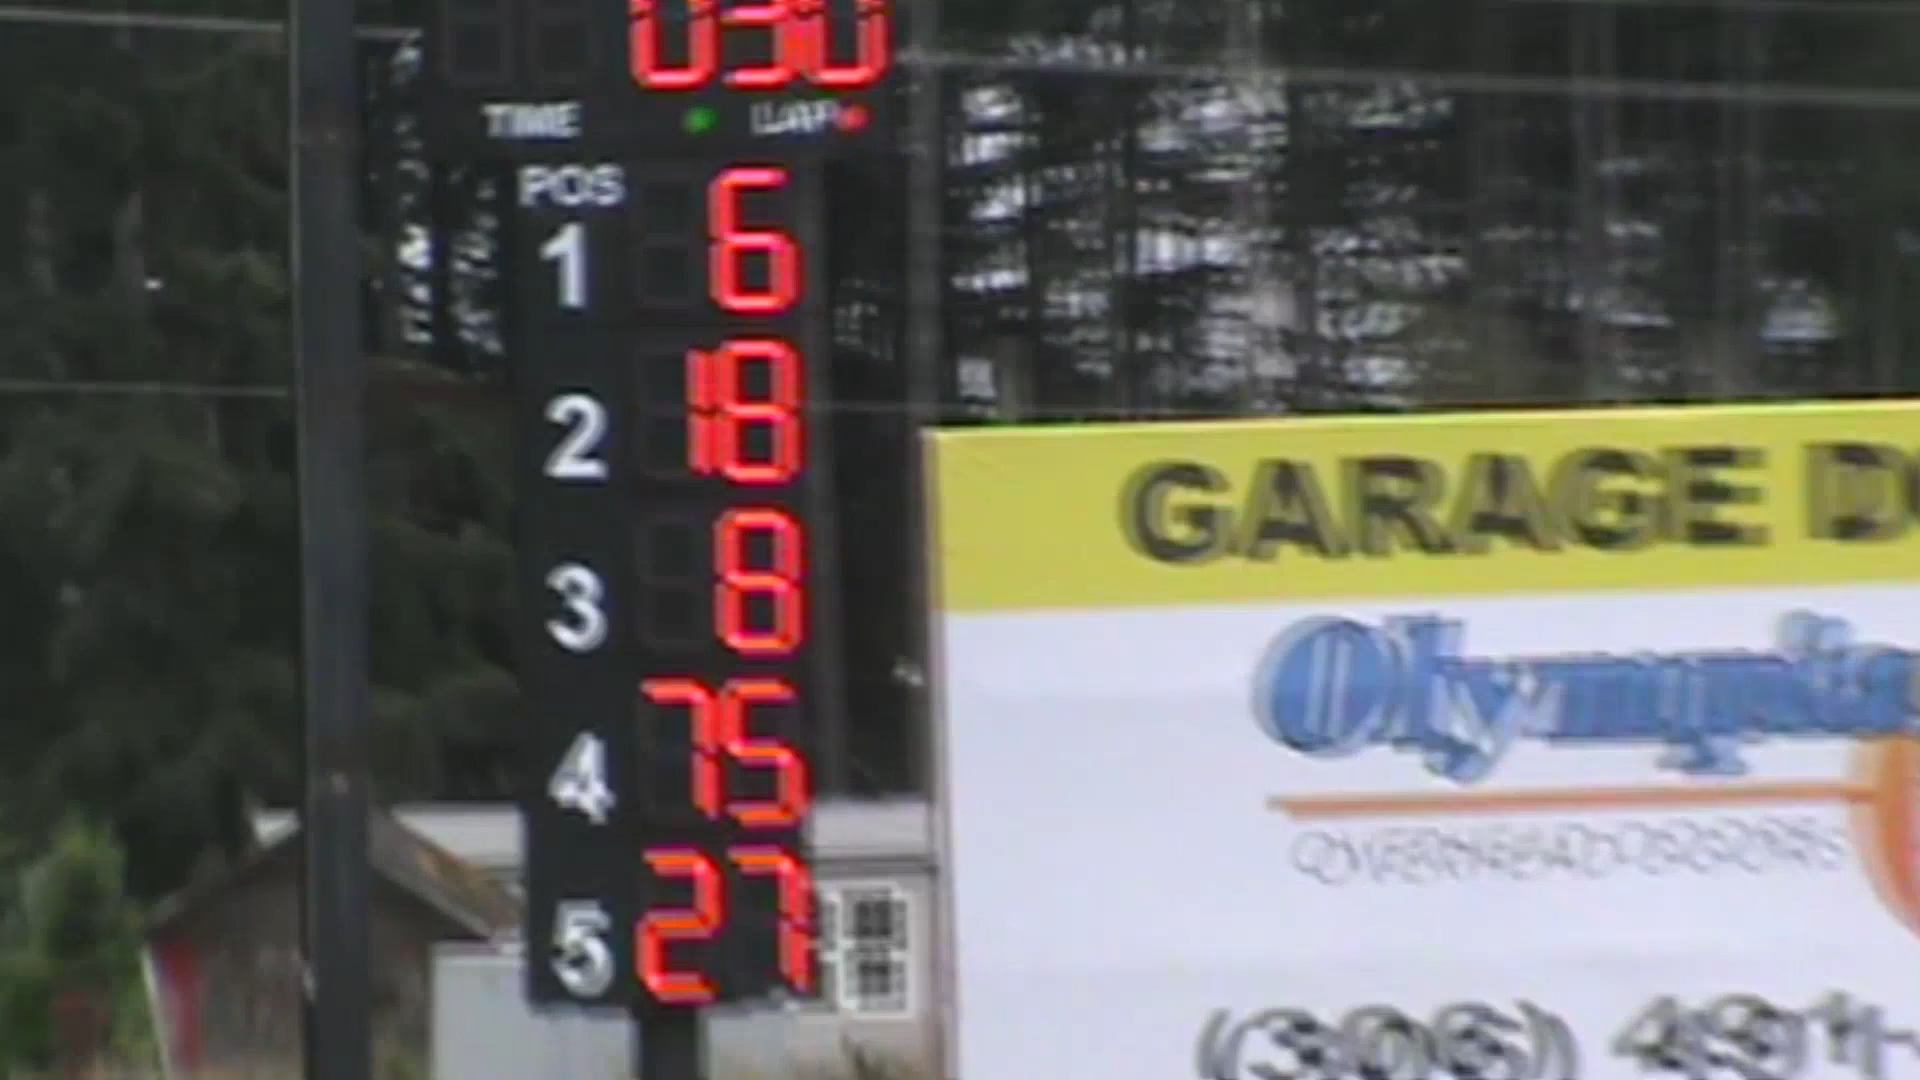 030
TIME LAP
POS
1 6
2 18
3 8
4 75
5 27
GARAGE
Olympic
OVERHEAD DOORS